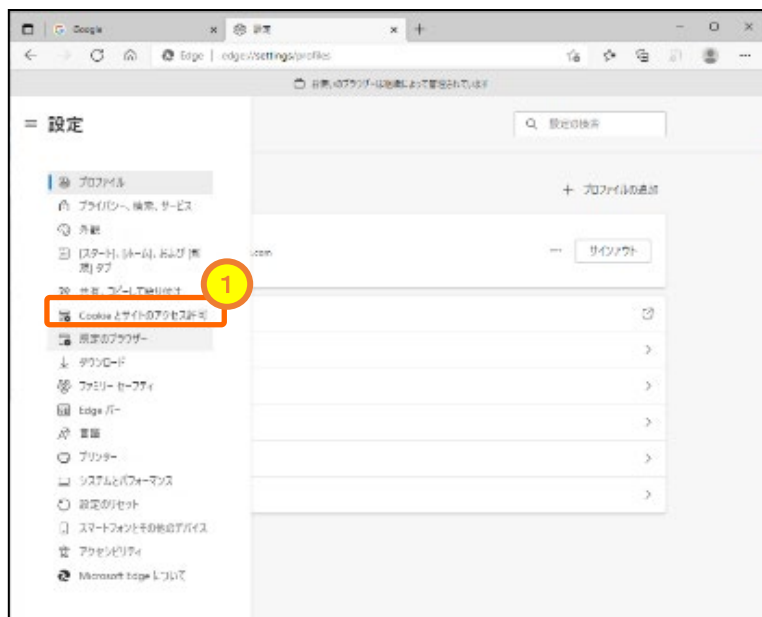 Google
設定
Edge
edge://settings/profiles
お使いのブラウザーは組織によって管理されています
設定
設定の検索
プロファイル
プロファイルの追加
プライバシー、検索、サービス
外観
[スタート]、[ホーム]、および [新
規] タブ
.com
サインアウト
共有、コピーして貼り付け
1
Cookie とサイトのアクセス許可
既定のブラウザー
ダウンロード
ファミリー セーフティ
Edge バー
言語
プリンター
システムとパフォーマンス
設定のリセット
スマートフォンとその他のデバイス
アクセシビリティ
Microsoft Edge について